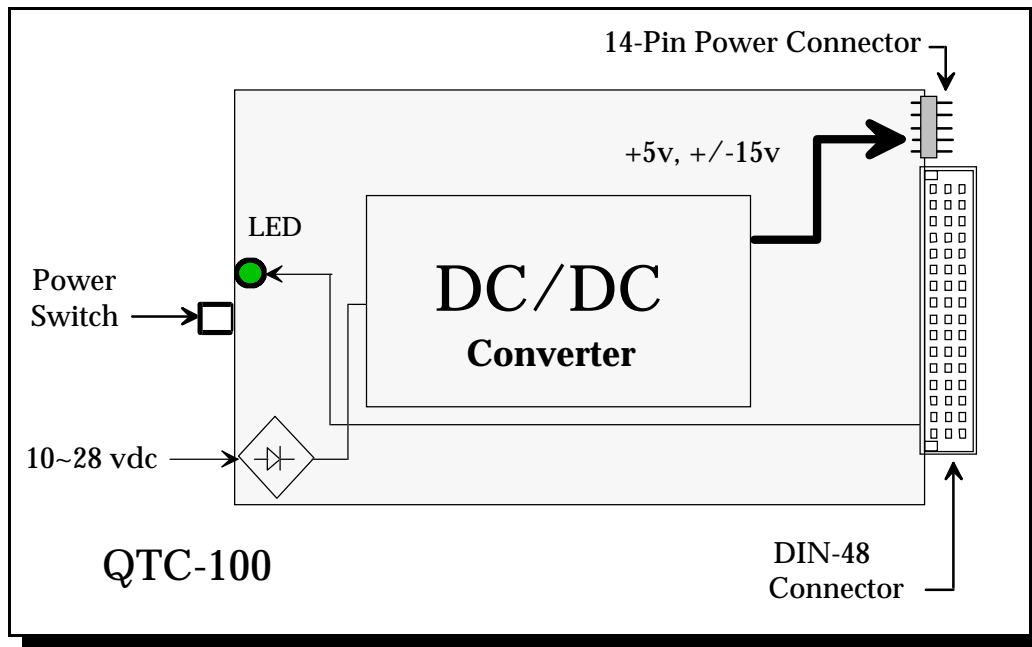 14-Pin Power Connector
+5v, +/-15v
LED
Power
Switch
DC/DC
Converter
10~28 vdc
QTC-100
DIN-48
Connector